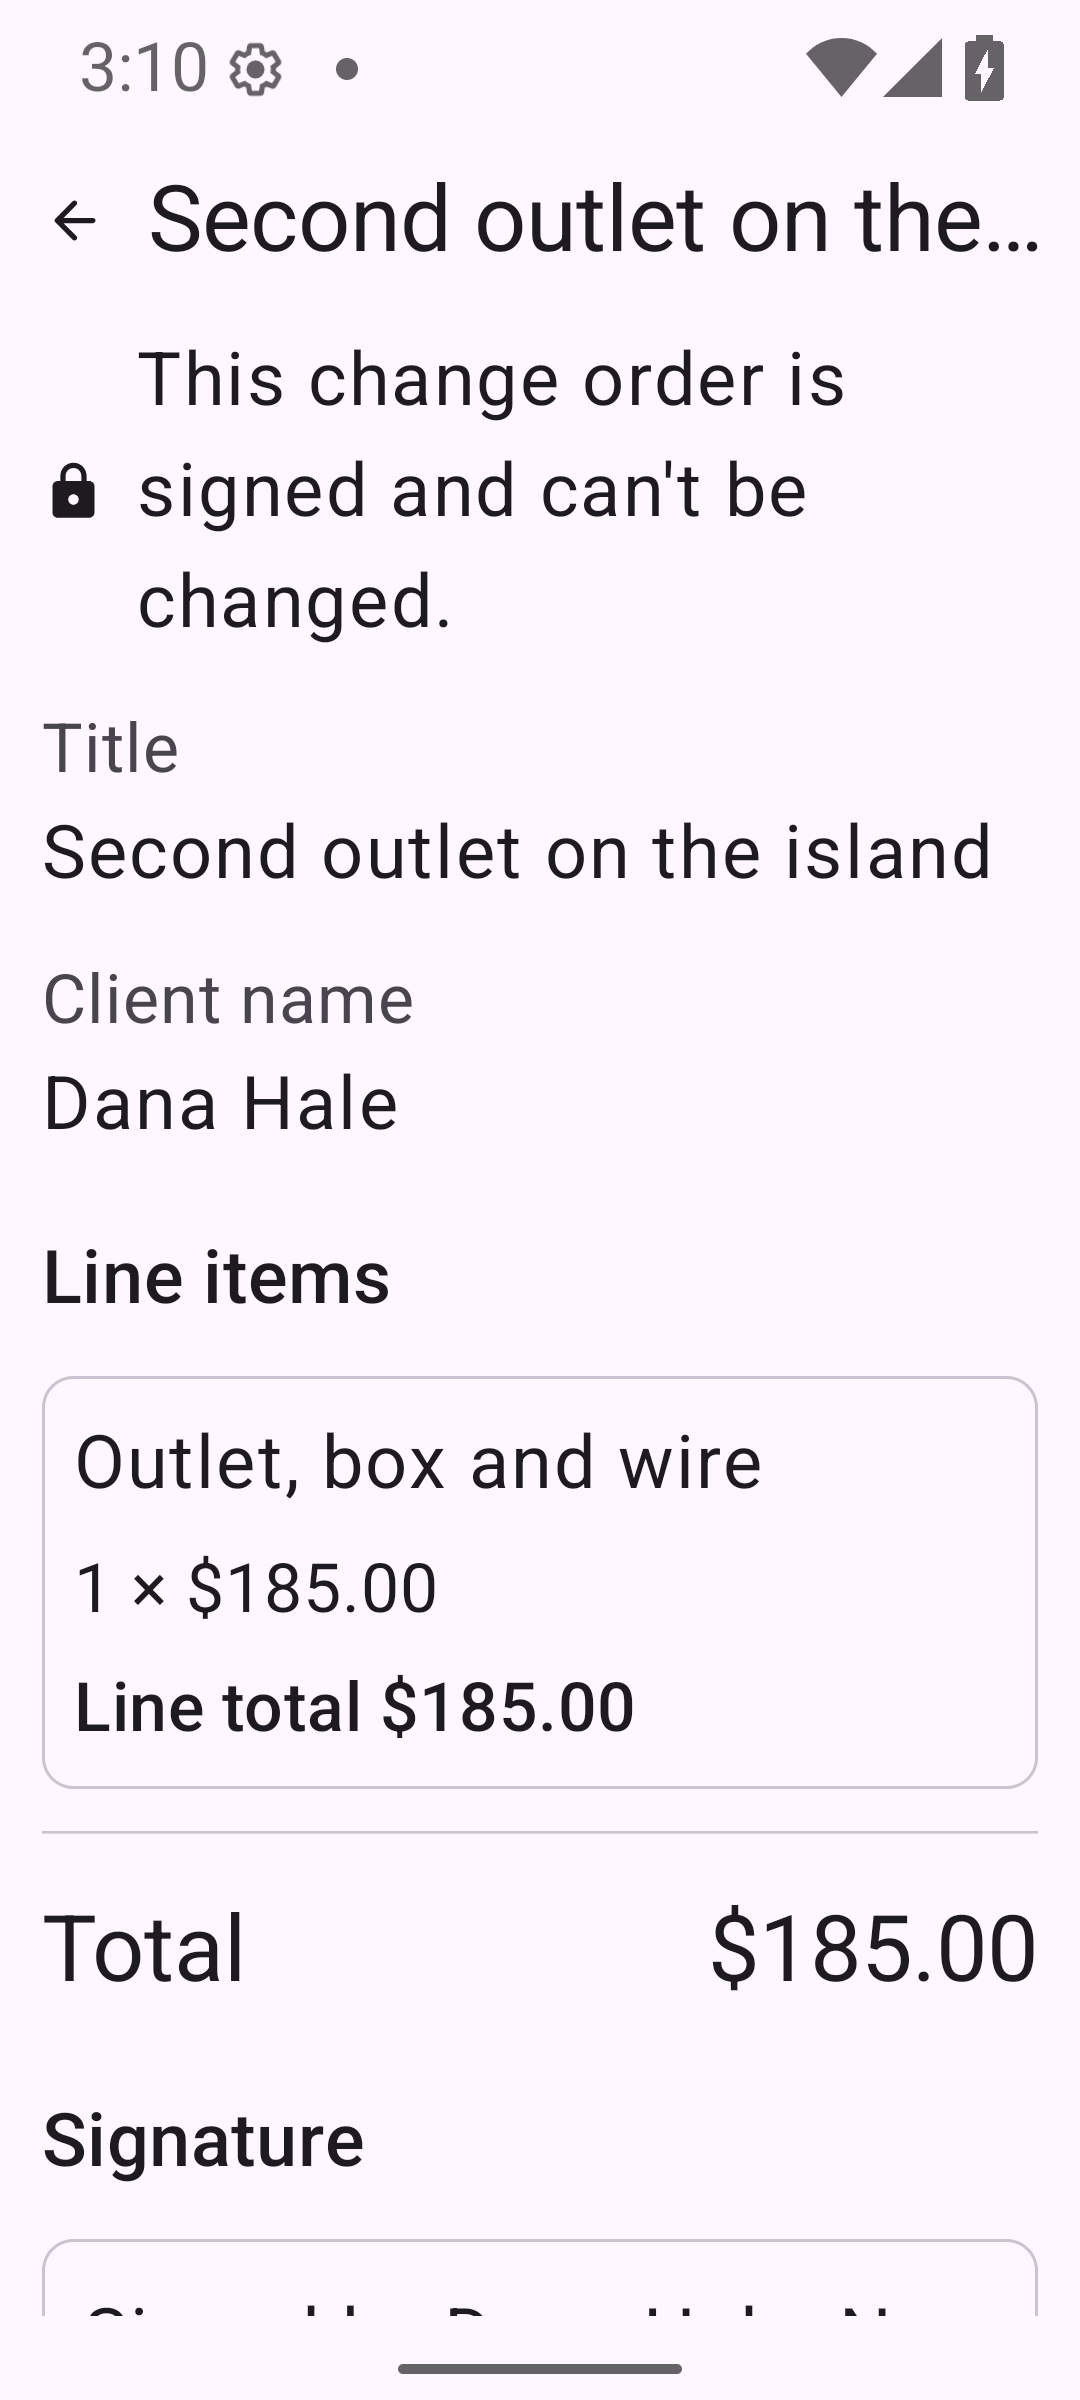 3:10
Second outlet on the…
This change order is
signed and can't be
changed.
Title
Second outlet on the island
Client name
Dana Hale
Line items
Outlet, box and wire
1 × $185.00
Line total $185.00
Total $185.00
Signature